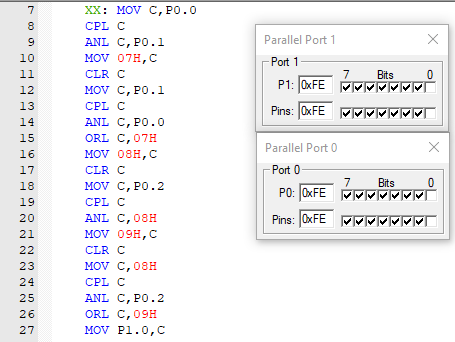 7 XX: MOV C,P0.0
8 CPL C
9 ANL C,P0.1
10 MOV 07H,C
11 CLR C
12 MOV C,P0.1
13 CPL C
14 ANL C,P0.0
15 ORL C,07H
16 MOV 08H,C
17 CLR C
18 MOV C,P0.2
19 CPL C
20 ANL C,08H
21 MOV 09H,C
22 CLR C
23 MOV C,08H
24 CPL C
25 ANL C,P0.2
26 ORL C,09H
27 MOV P1.0,C
Parallel Port 1
Port 1
7 Bits 0
P1: 0xFE
Pins: 0xFE
Parallel Port 0
Port 0
7 Bits 0
P0: 0xFE
Pins: 0xFE